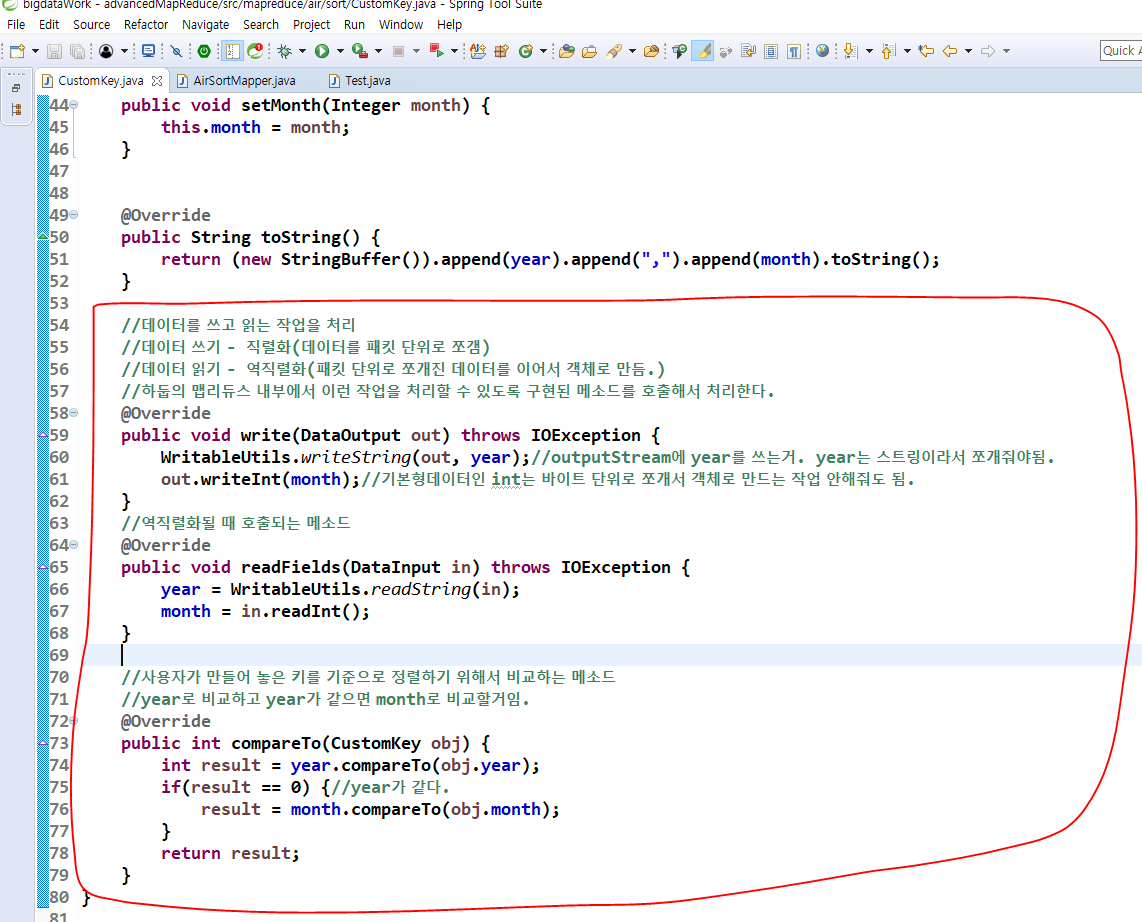 bigdataWork - advancedMapReduce/src/mapreduce/air/sort/CustomKey.java - Spring Tool Suite
File Edit Source Refactor Navigate Search Project Run Window Help
Quick A
CustomKey.java AirSortMapper.java Test.java
44 public void setMonth(Integer month) {
45 this.month = month;
46 }
47
48
49 @Override
50 public String toString() {
51 return (new StringBuffer()).append(year).append(",").append(month).toString();
52 }
53
54 //데이터를 쓰고 읽는 작업을 처리
55 //데이터 쓰기 - 직렬화(데이터를 패킷 단위로 쪼갬)
56 //데이터 읽기 - 역직렬화(패킷 단위로 쪼개진 데이터를 이어서 객체로 만듬.)
57 //하둡의 맵리듀스 내부에서 이런 작업을 처리할 수 있도록 구현된 메소드를 호출해서 처리한다.
58 @Override
59 public void write(DataOutput out) throws IOException {
60 WritableUtils.writeString(out, year);//outputStream에 year를 쓰는거. year는 스트링이라서 쪼개줘야됨.
61 out.writeInt(month);//기본형데이터인 int는 바이트 단위로 쪼개서 객체로 만드는 작업 안해줘도 됨.
62 }
63 //역직렬화될 때 호출되는 메소드
64 @Override
65 public void readFields(DataInput in) throws IOException {
66 year = WritableUtils.readString(in);
67 month = in.readInt();
68 }
69
70 //사용자가 만들어 놓은 키를 기준으로 정렬하기 위해서 비교하는 메소드
71 //year로 비교하고 year가 같으면 month로 비교할거임.
72 @Override
73 public int compareTo(CustomKey obj) {
74 int result = year.compareTo(obj.year);
75 if(result == 0) {//year가 같다.
76 result = month.compareTo(obj.month);
77 }
78 return result;
79 }
80 }
81